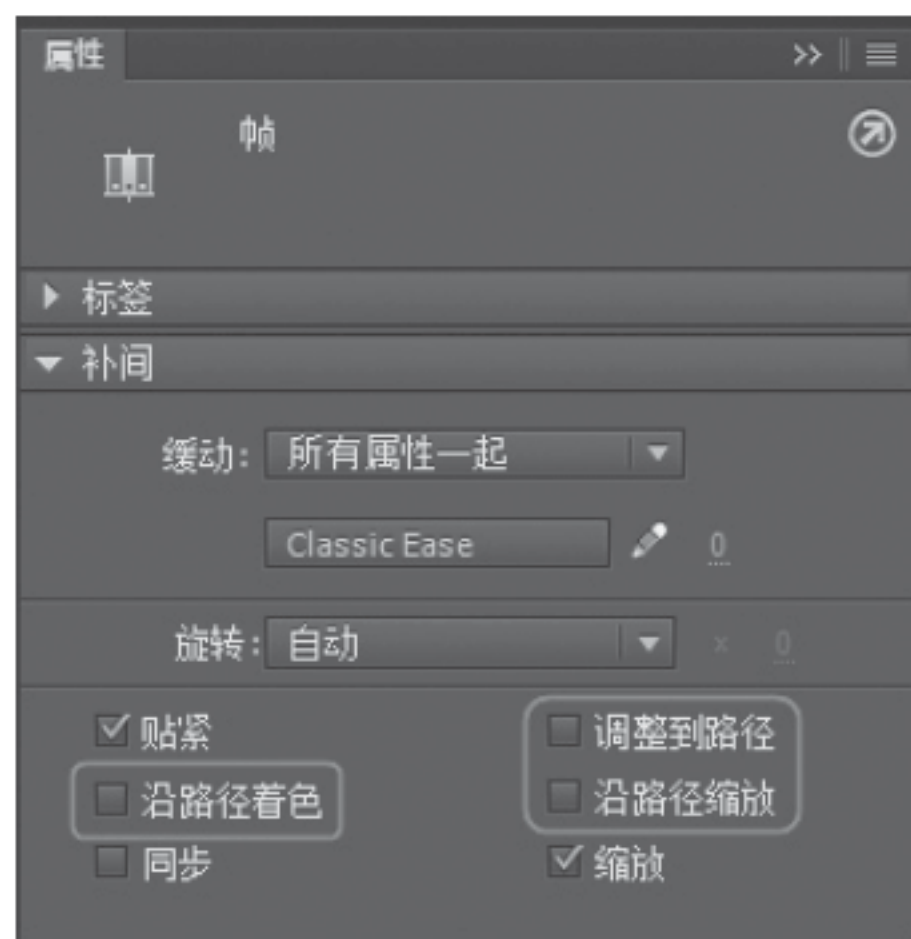 属性
帧
标签
补间
缓动: 所有属性一起
Classic Ease 0
旋转: 自动 × 0
贴紧 调整到路径
沿路径着色 沿路径缩放
同步 缩放